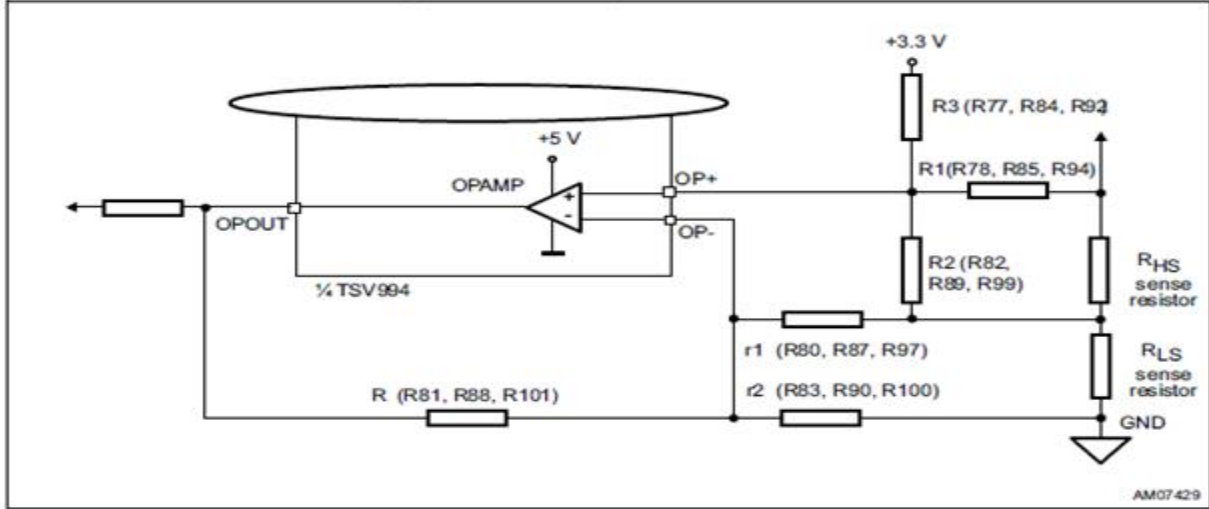 +3.3 V
R3 (R77, R84, R92
+5 V
R1(R78, R85, R94)
OPAMP
OP+
+
-
OPOUT
OP-
R2 (R82,
R89, R99)
RHS
sense
resistor
¼ TSV994
r1 (R80, R87, R97)
RLS
sense
resistor
R (R81, R88, R101)
r2 (R83, R90, R100)
GND
AM07429